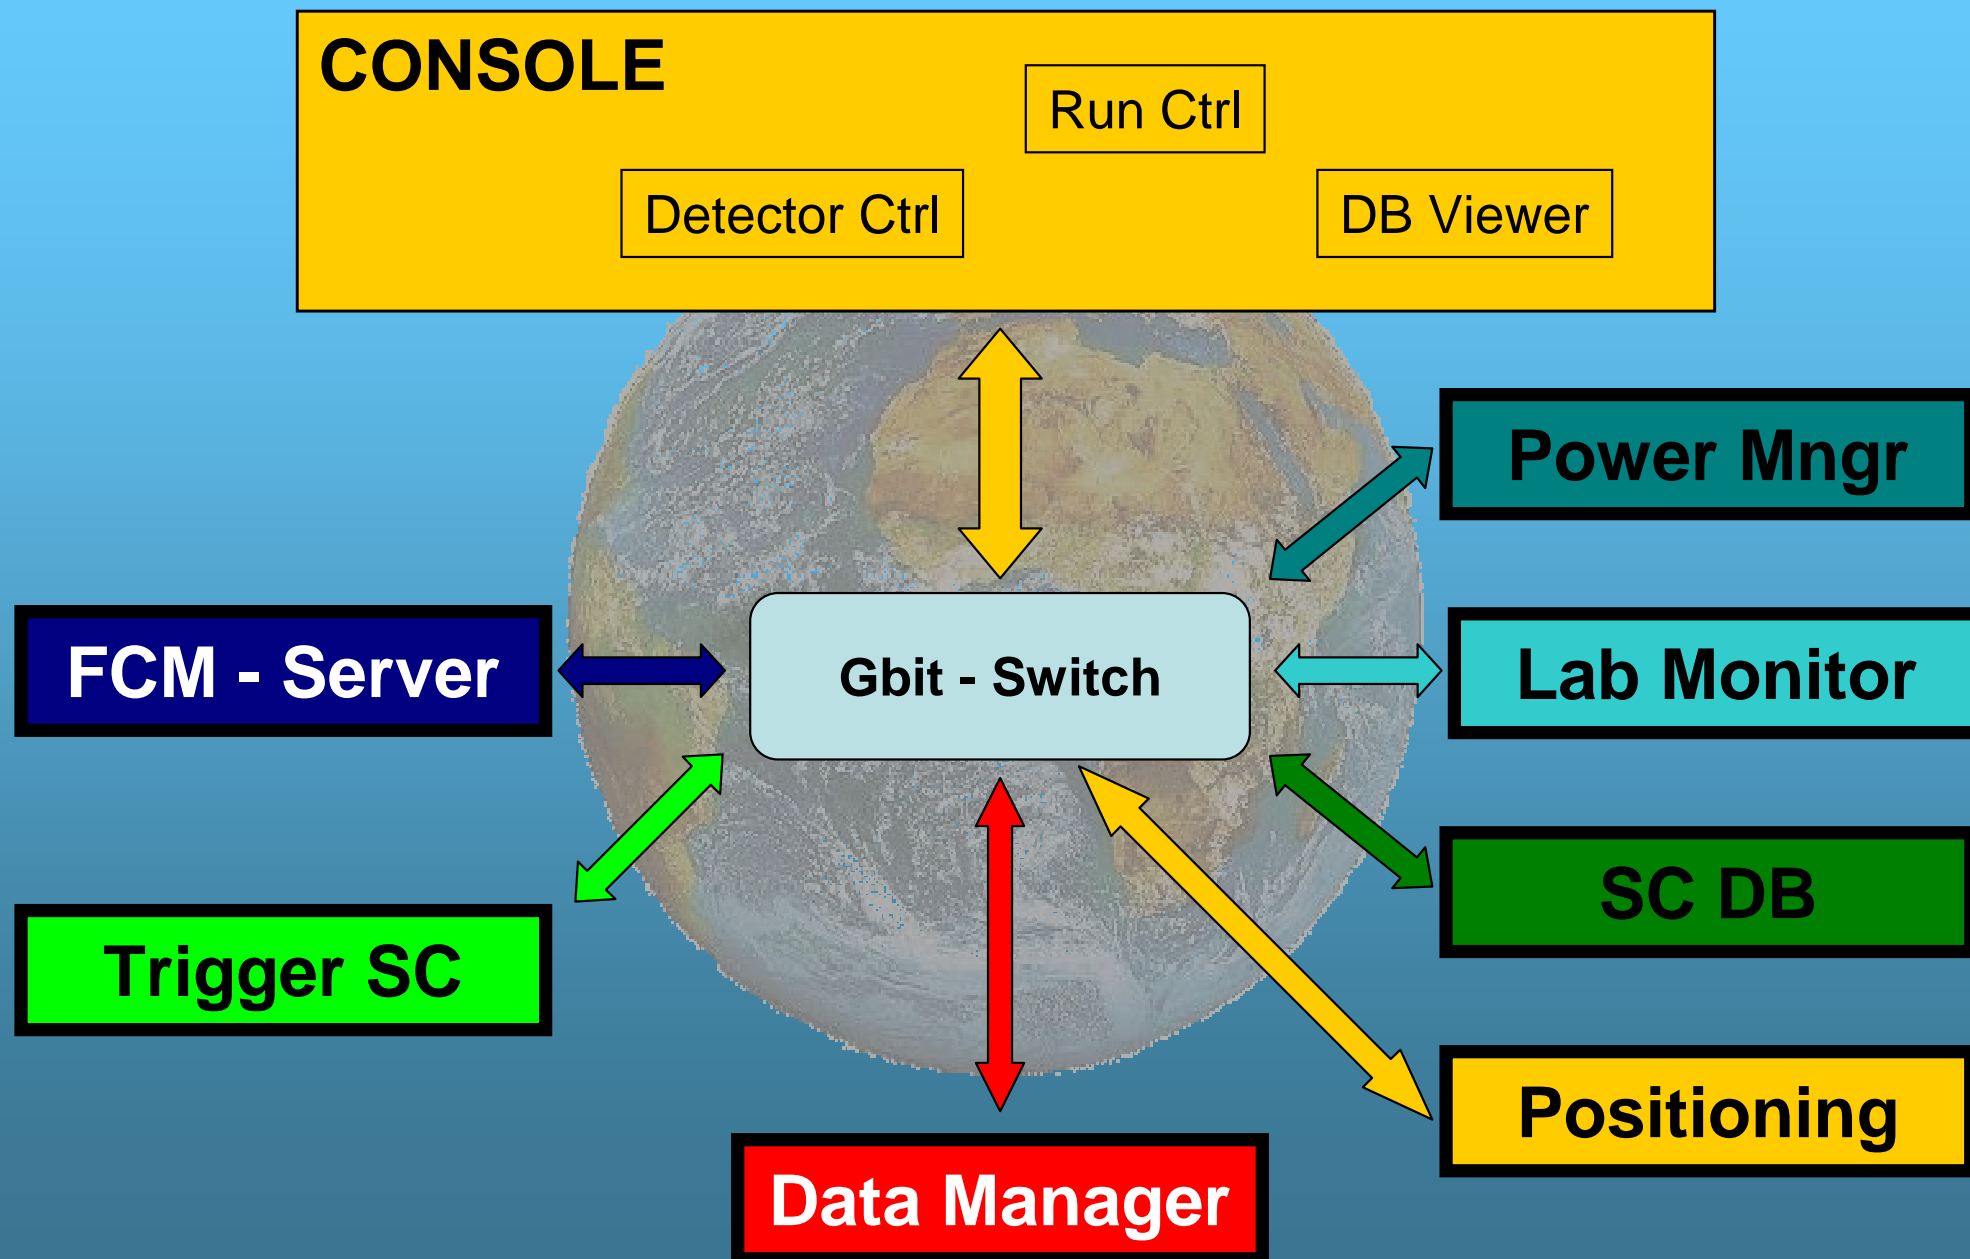 CONSOLE
Run Ctrl
Detector Ctrl
DB Viewer
Power Mngr
FCM - Server
Gbit - Switch
Lab Monitor
Trigger SC
SC DB
Positioning
Data Manager